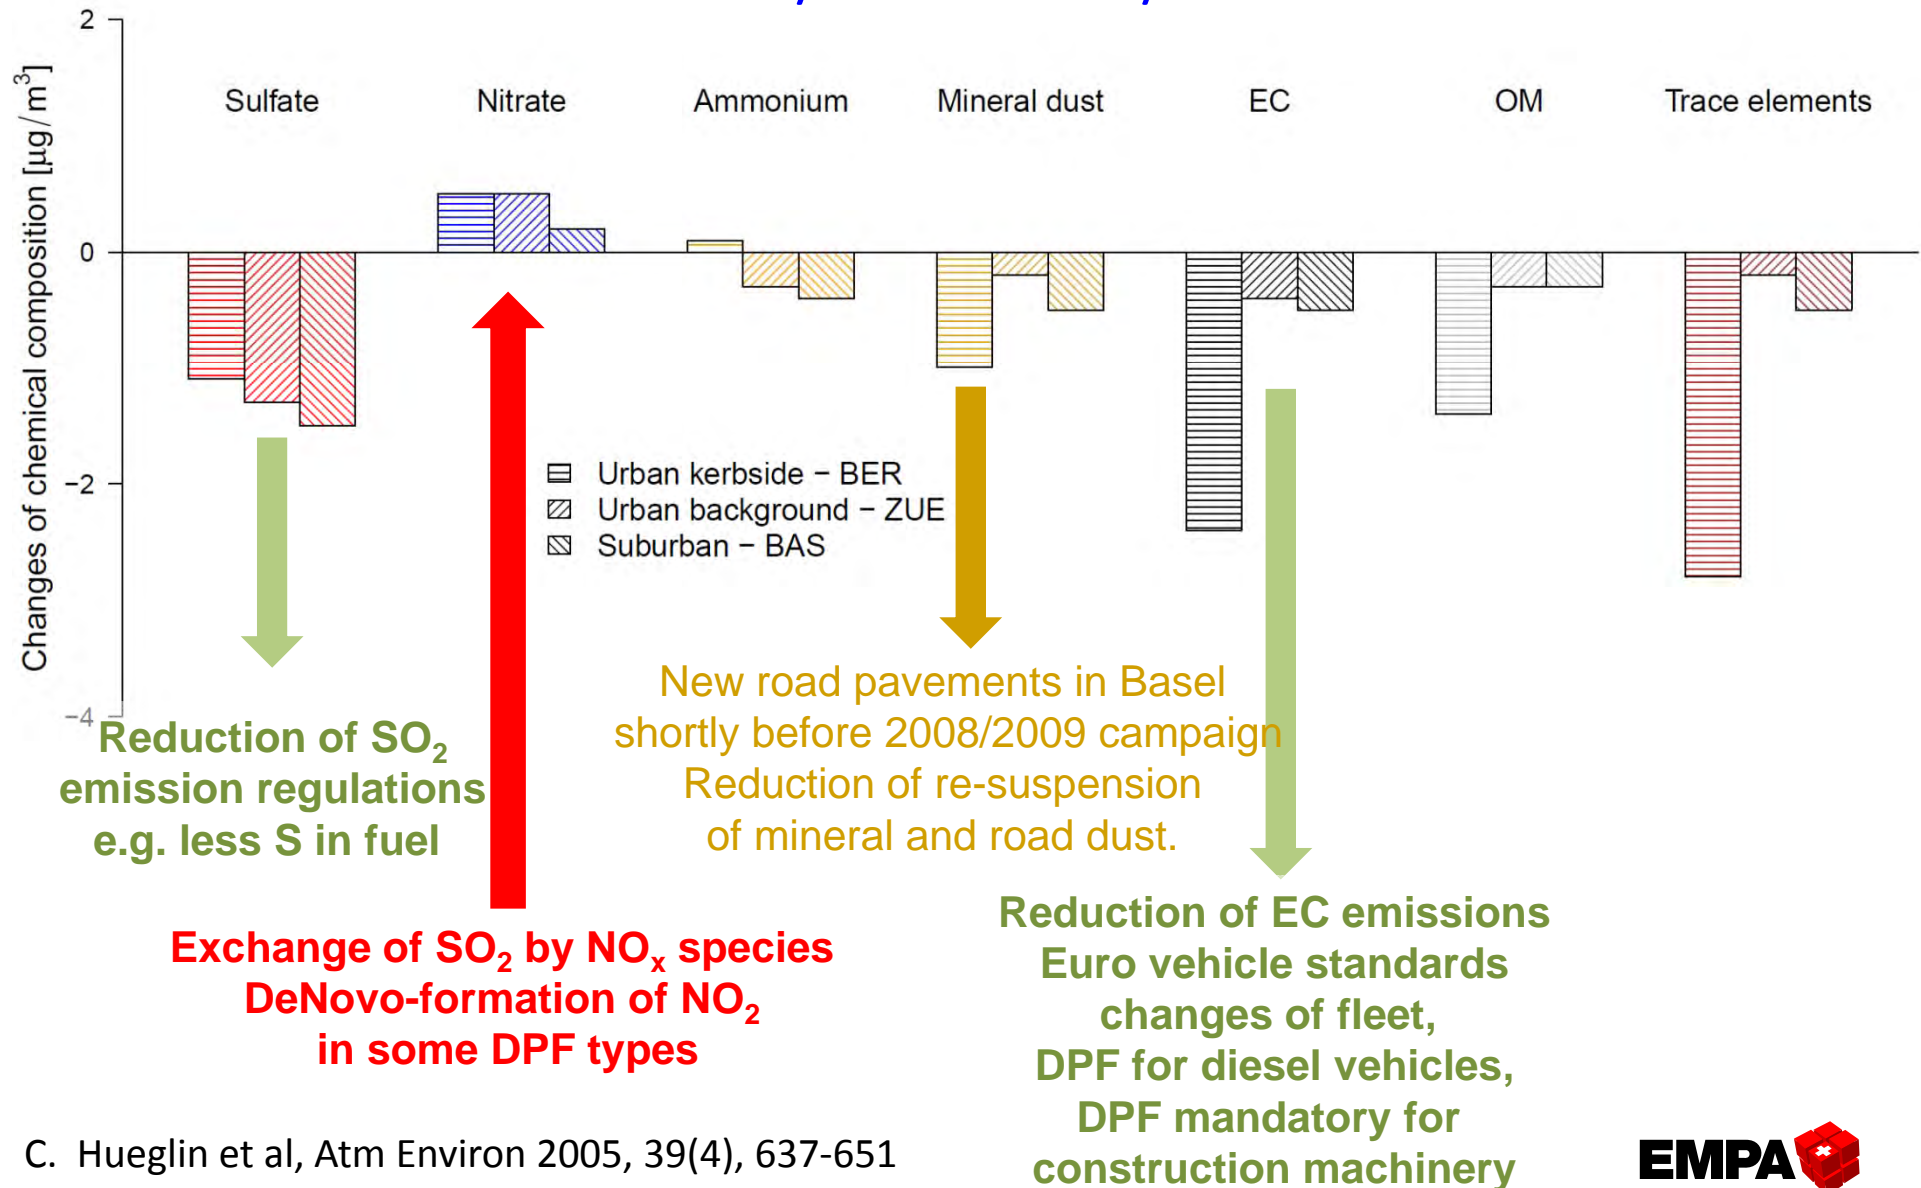 2
Sulfate Nitrate Ammonium Mineral dust EC OM Trace elements
Changes of chemical composition [µg/m³]
0
−2
−4
Urban kerbside − BER
Urban background − ZUE
Suburban − BAS
Reduction of SO₂
emission regulations
e.g. less S in fuel
New road pavements in Basel
shortly before 2008/2009 campaign
Reduction of re-suspension
of mineral and road dust.
Exchange of SO₂ by NOₓ species
DeNovo-formation of NO₂
in some DPF types
Reduction of EC emissions
Euro vehicle standards
changes of fleet,
DPF for diesel vehicles,
DPF mandatory for
construction machinery
C. Hueglin et al, Atm Environ 2005, 39(4), 637-651
EMPA